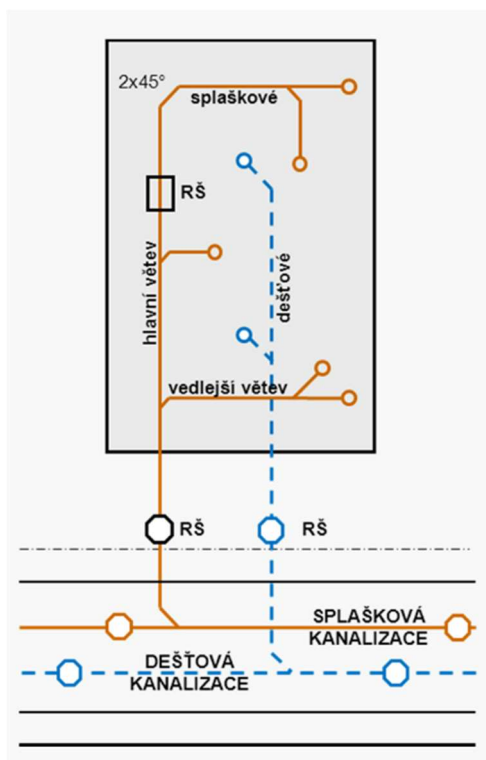 2x45°
splaškové
RŠ
hlavní větev
dešťové
vedlejší větev
RŠ
RŠ
SPLAŠKOVÁ
KANALIZACE
DEŠŤOVÁ
KANALIZACE